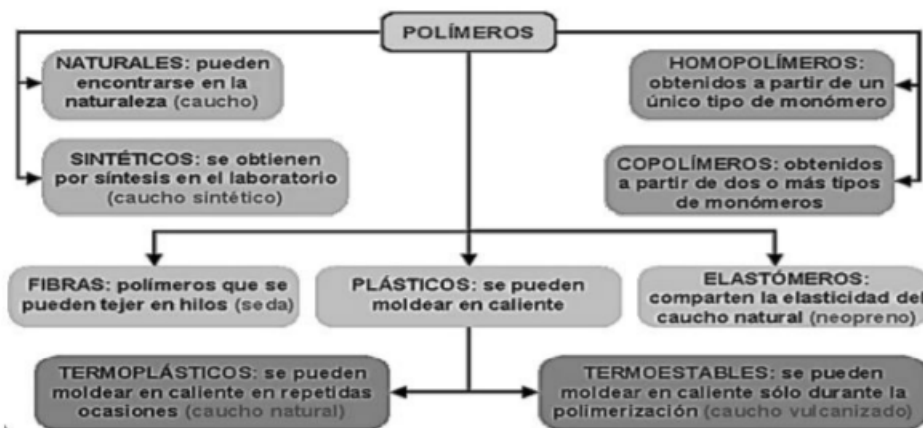 POLÍMEROS
NATURALES: pueden
encontrarse en la
naturaleza (caucho)
SINTÉTICOS: se obtienen
por síntesis en el laboratorio
(caucho sintético)
HOMOPOLÍMEROS:
obtenidos a partir de un
único tipo de monómero
COPOLÍMEROS: obtenidos
a partir de dos o más tipos
de monómeros
FIBRAS: polímeros que se
pueden tejer en hilos (seda)
PLÁSTICOS: se pueden
moldear en caliente
ELASTÓMEROS:
comparten la elasticidad del
caucho natural (neopreno)
TERMOPLÁSTICOS: se pueden
moldear en caliente en repetidas
ocasiones (caucho natural)
TERMOESTABLES: se pueden
moldear en caliente sólo durante la
polimerización (caucho vulcanizado)